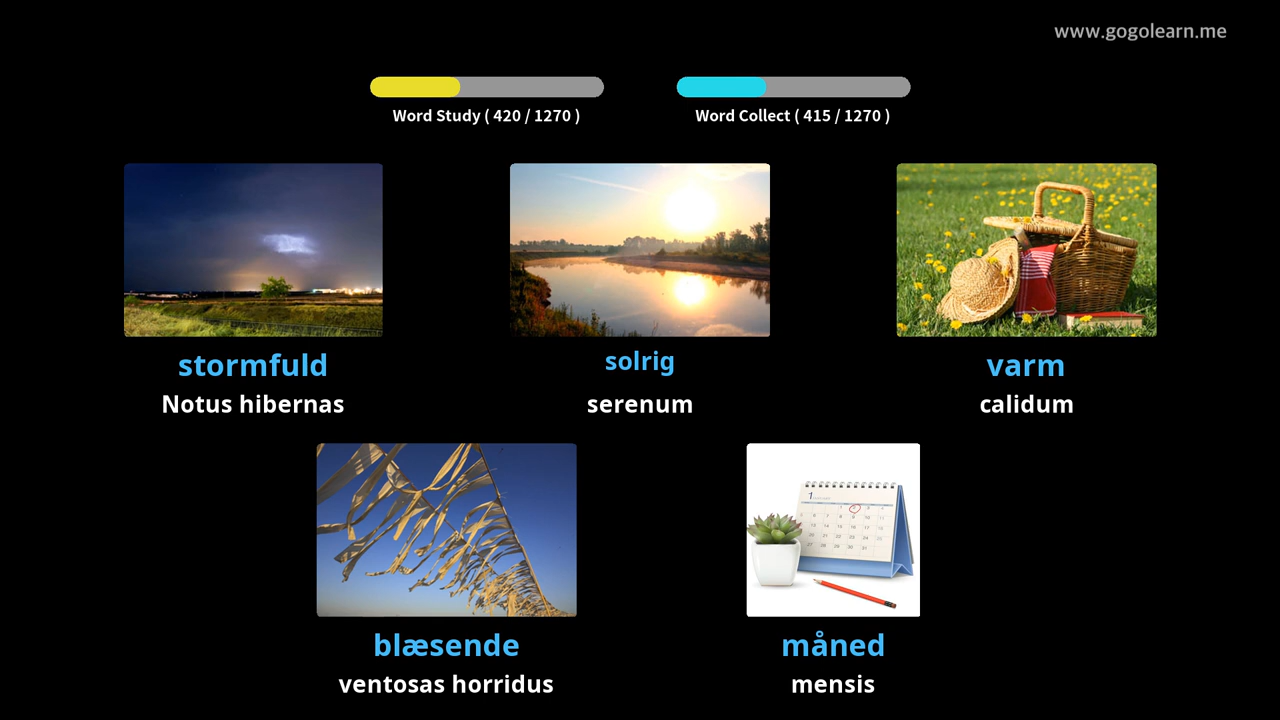 www.gogolearn.me
Word Study ( 420 / 1270 )
Word Collect ( 415 / 1270 )
stormfuld
Notus hibernas
solrig
serenum
varm
calidum
blæsende
ventosas horridus
måned
mensis